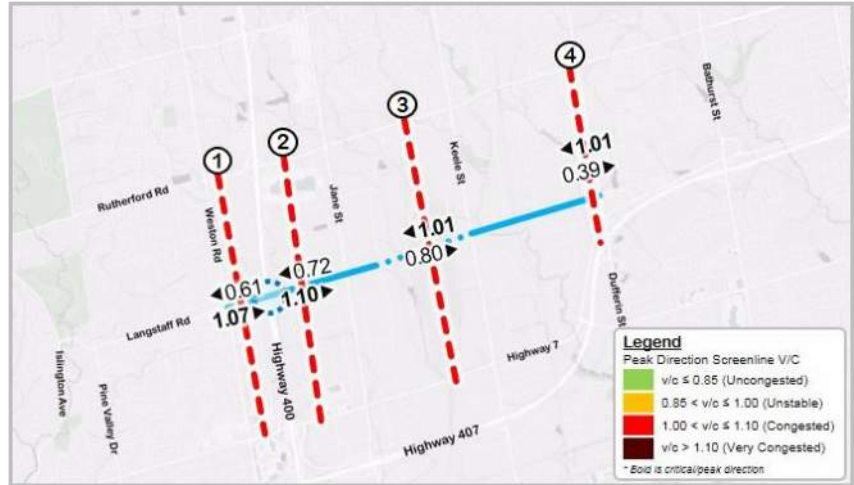 4
Bathurst St
3
Keele St
◄1.01
0.39►
2
1
Rutherford Rd
Weston Rd
Jane St
◄1.01
0.80►
◄0.61
◄0.72
1.07►
1.10►
Langstaff Rd
Highway 400
Dufferin St
Islington Ave
Pine Valley Dr
Highway 7
Highway 407
Legend
Peak Direction Screenline V/C
v/c ≤ 0.85 (Uncongested)
0.85 < v/c ≤ 1.00 (Unstable)
1.00 < v/c ≤ 1.10 (Congested)
v/c > 1.10 (Very Congested)
* Bold is critical/peak direction